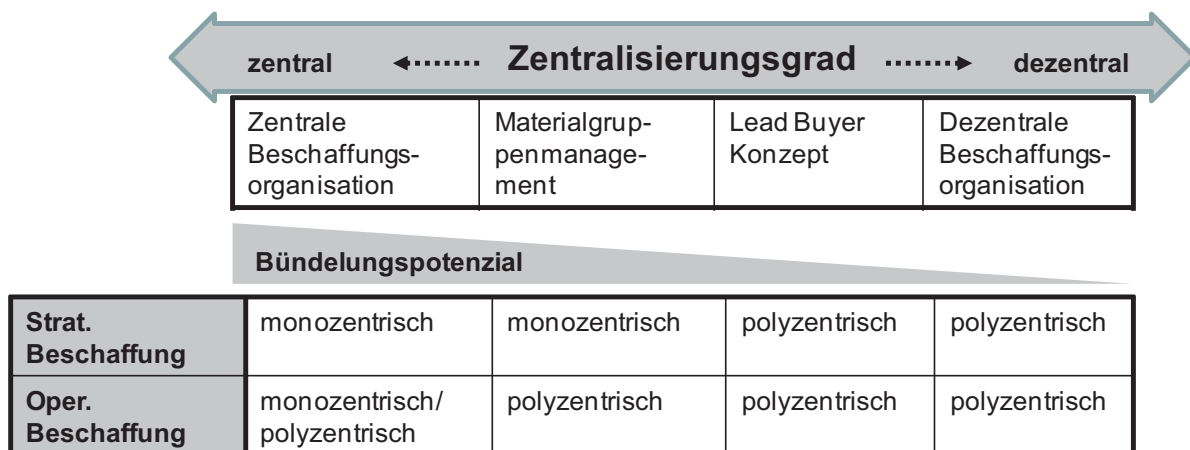 zentral Zentralisierungsgrad dezentral
Zentrale Materialgrup- Lead Buyer Dezentrale
Beschaffungs- penmanage- Konzept Beschaffungs-
organisation ment organisation
Bündelungspotenzial
Strat. monozentrisch monozentrisch polyzentrisch polyzentrisch
Beschaffung
Oper. monozentrisch/ polyzentrisch polyzentrisch polyzentrisch
Beschaffung polyzentrisch